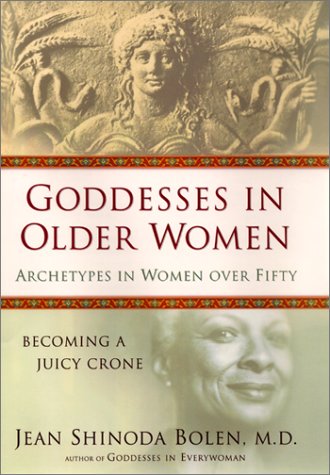 GODDESSES IN
OLDER WOMEN
ARCHETYPES IN WOMEN OVER FIFTY
BECOMING A
JUICY CRONE
JEAN SHINODA BOLEN, M.D.
AUTHOR OF GODDESSES IN EVERYWOMAN